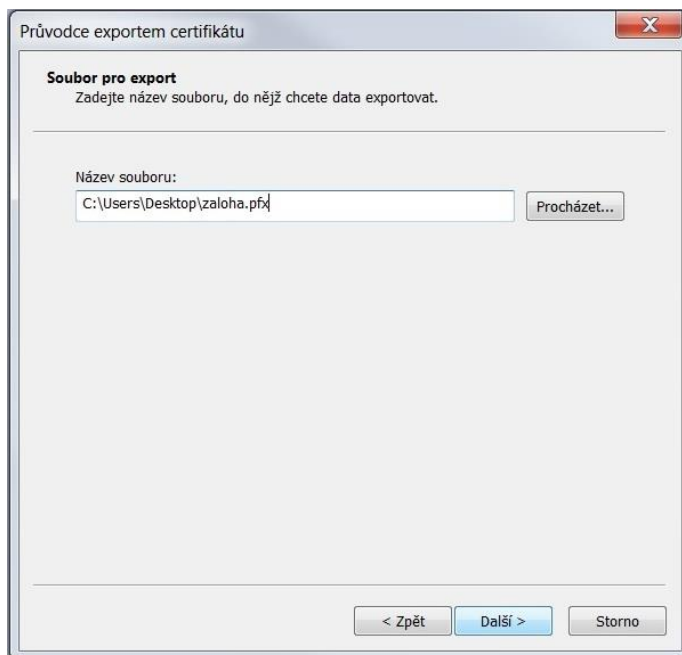 Průvodce exportem certifikátu
Soubor pro export
Zadejte název souboru, do nějž chcete data exportovat.
Název souboru:
C:\Users\Desktop\zaloha.pfx
Procházet...
< Zpět
Další >
Storno